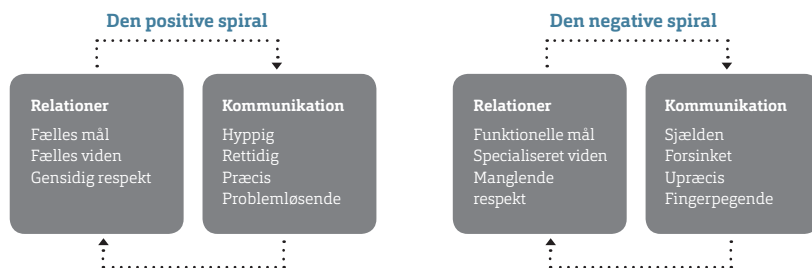 Den positive spiral
Relationer
Fælles mål
Fælles viden
Gensidig respekt
Kommunikation
Hyppig
Rettidig
Præcis
Problemløsende
Den negative spiral
Relationer
Funktionelle mål
Specialiseret viden
Manglende
respekt
Kommunikation
Sjælden
Forsinket
Upræcis
Fingerpegende